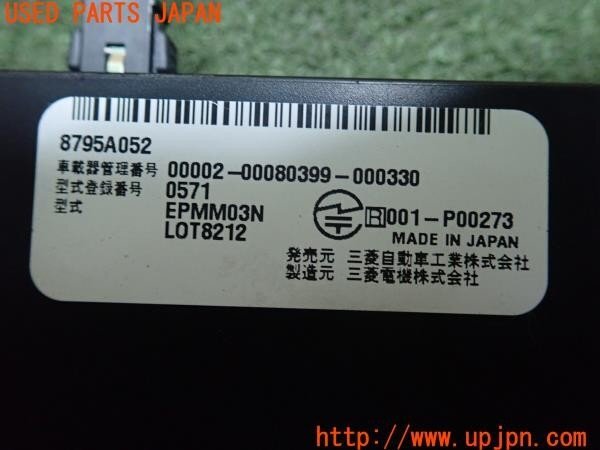 USED PARTS JAPAN
8795A052
車載器管理番号 00002-00080399-000330
型式登録番号 0571
型式 EPMM03N
LOT8212
R 001-P00273
MADE IN JAPAN
発売元 三菱自動車工業株式会社
製造元 三菱電機株式会社
http://www.upjpn.com/